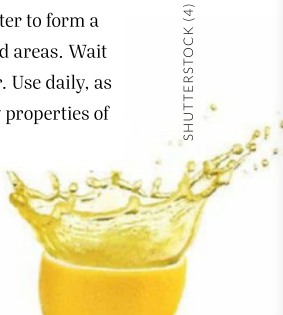 ter to form a
d areas. Wait
r. Use daily, as
properties of
SHUTTERSTOCK (4)